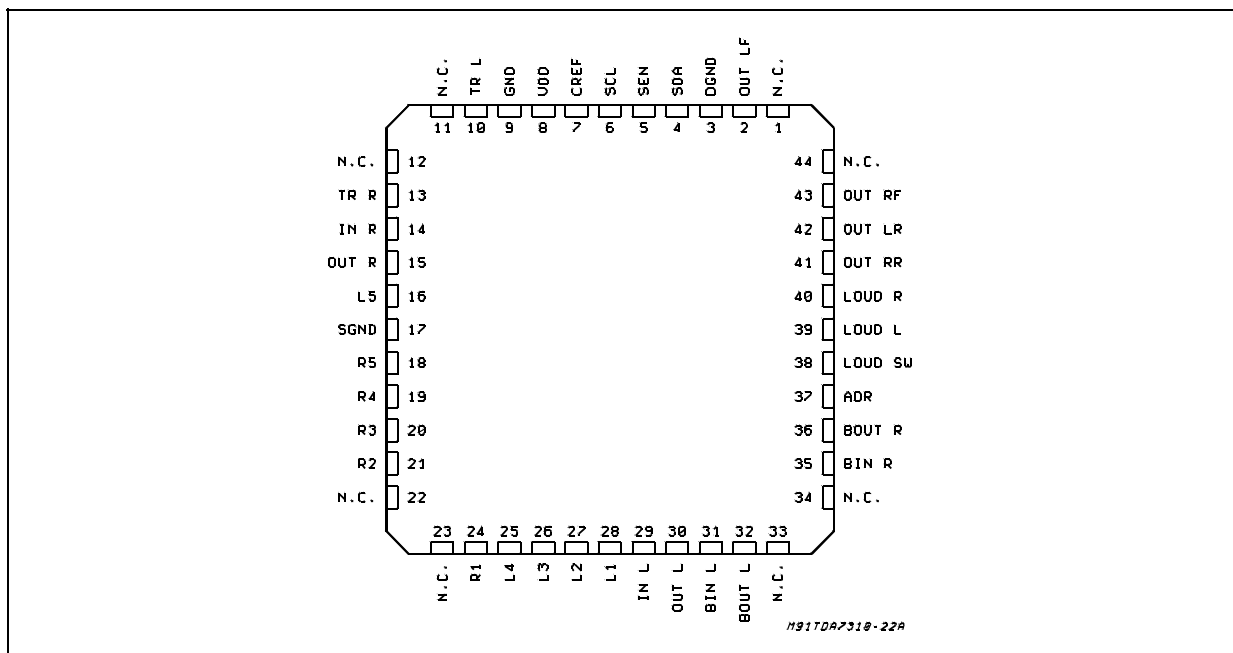 N.C.
TR L
GND
VDD
CREF
SCL
SEN
SDA
DGND
OUT LF
N.C.
11 10 9 8 7 6 5 4 3 2 1
N.C. 12 44 N.C.
TR R 13 43 OUT RF
IN R 14 42 OUT LR
OUT R 15 41 OUT RR
L5 16 40 LOUD R
SGND 17 39 LOUD L
R5 18 38 LOUD SW
R4 19 37 ADR
R3 20 36 BOUT R
R2 21 35 BIN R
N.C. 22 34 N.C.
23 24 25 26 27 28 29 30 31 32 33
N.C.
R1
L4
L3
L2
L1
IN L
OUT L
BIN L
BOUT L
N.C.
M91TDA7310-22A